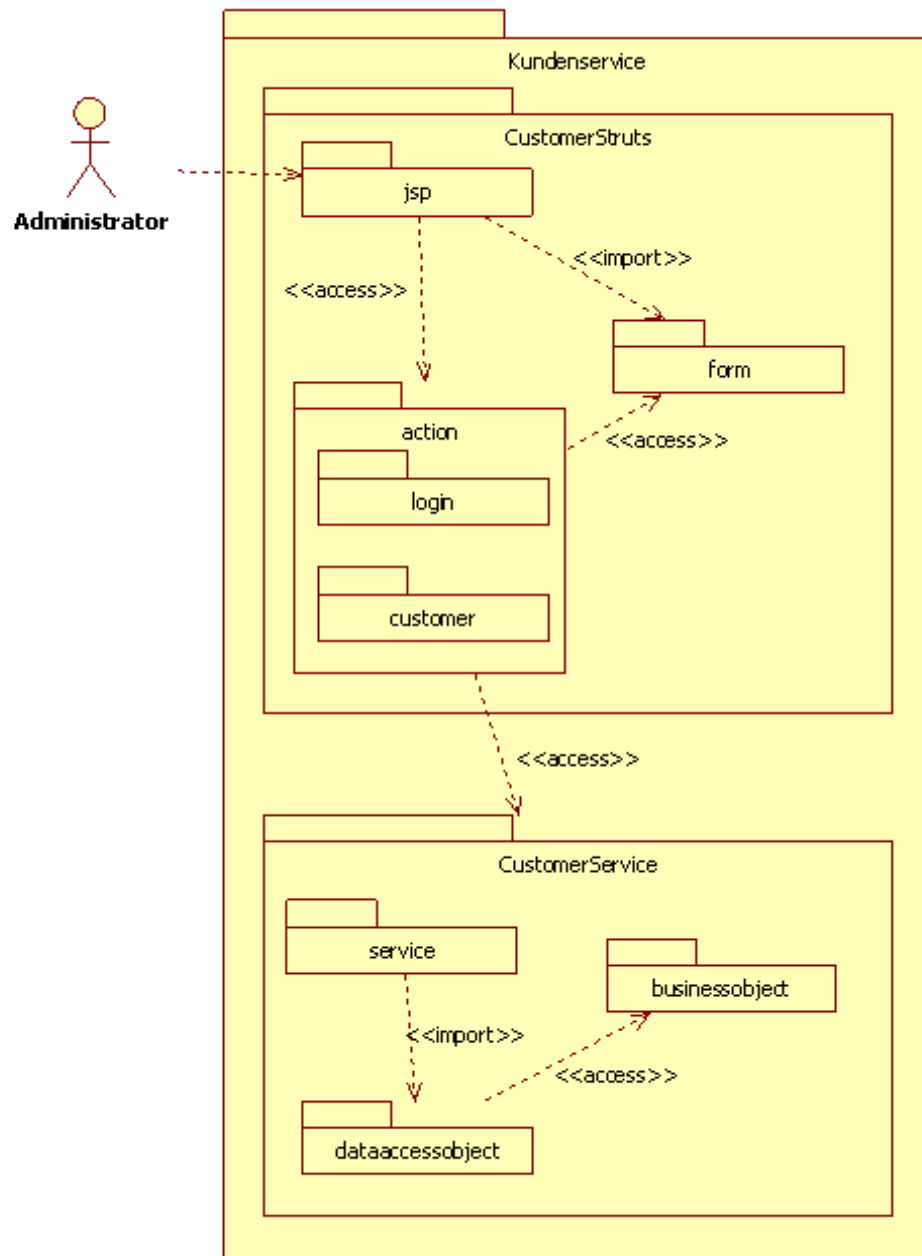 Kundenservice
CustomerStruts
jsp
Administrator
<<import>>
<<access>>
form
action
<<access>>
login
customer
<<access>>
CustomerService
service
businessobject
<<import>>
<<access>>
dataaccessobject